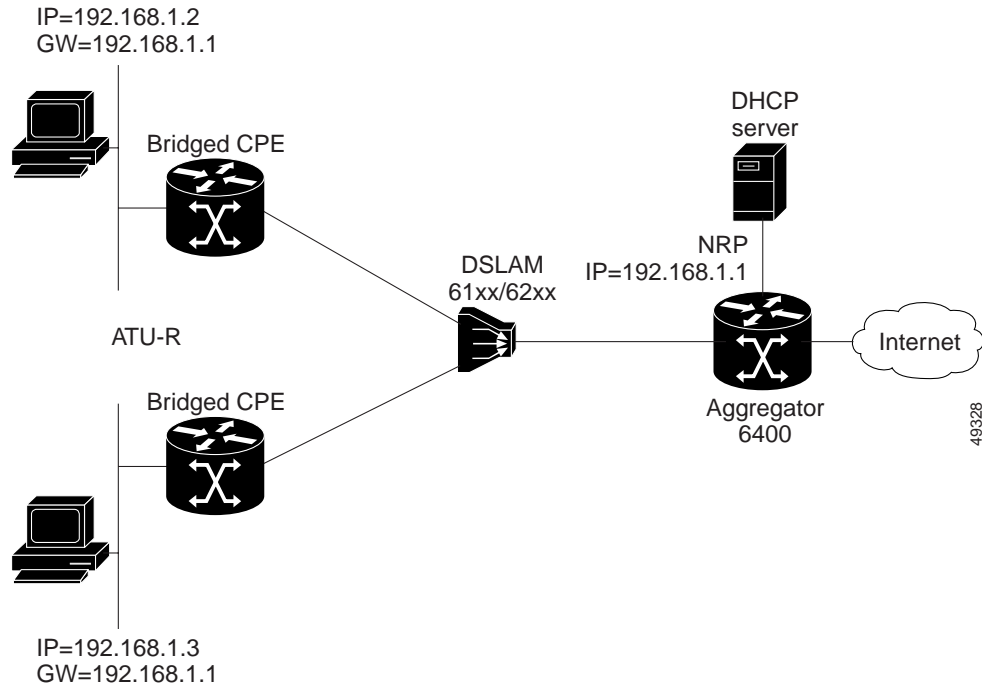 IP=192.168.1.2
GW=192.168.1.1
Bridged CPE
DHCP
server
NRP
IP=192.168.1.1
DSLAM
61xx/62xx
ATU-R
Internet
Bridged CPE
Aggregator
6400
49328
IP=192.168.1.3
GW=192.168.1.1